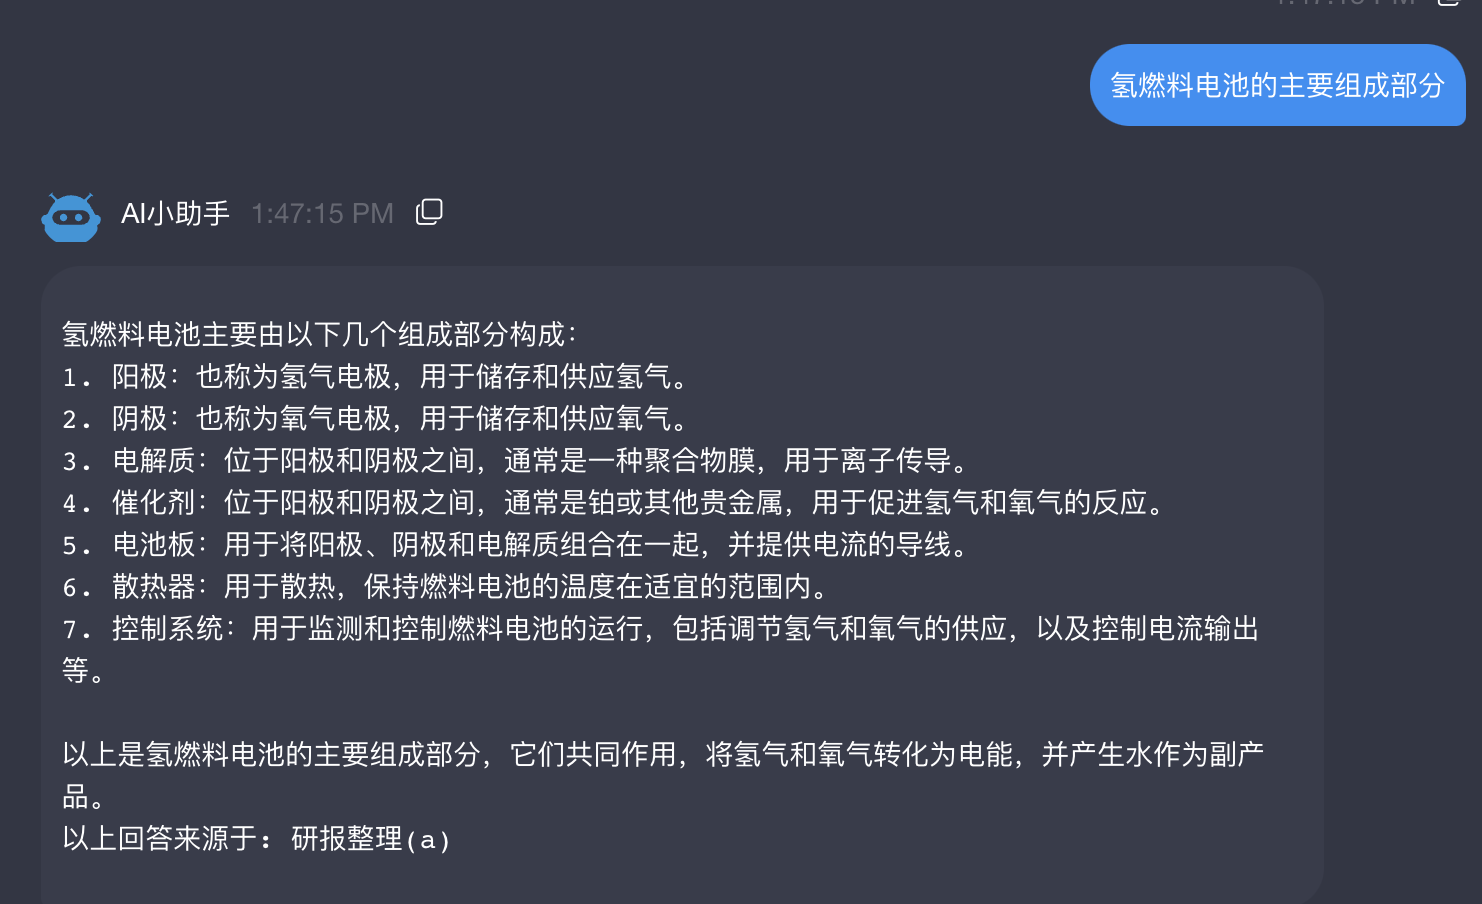 氢燃料电池的主要组成部分
AI小助手 1:47:15 PM
氢燃料电池主要由以下几个组成部分构成：
1. 阳极：也称为氢气电极，用于储存和供应氢气。
2. 阴极：也称为氧气电极，用于储存和供应氧气。
3. 电解质：位于阳极和阴极之间，通常是一种聚合物膜，用于离子传导。
4. 催化剂：位于阳极和阴极之间，通常是铂或其他贵金属，用于促进氢气和氧气的反应。
5. 电池板：用于将阳极、阴极和电解质组合在一起，并提供电流的导线。
6. 散热器：用于散热，保持燃料电池的温度在适宜的范围内。
7. 控制系统：用于监测和控制燃料电池的运行，包括调节氢气和氧气的供应，以及控制电流输出
等。
以上是氢燃料电池的主要组成部分，它们共同作用，将氢气和氧气转化为电能，并产生水作为副产
品。
以上回答来源于: 研报整理(a)